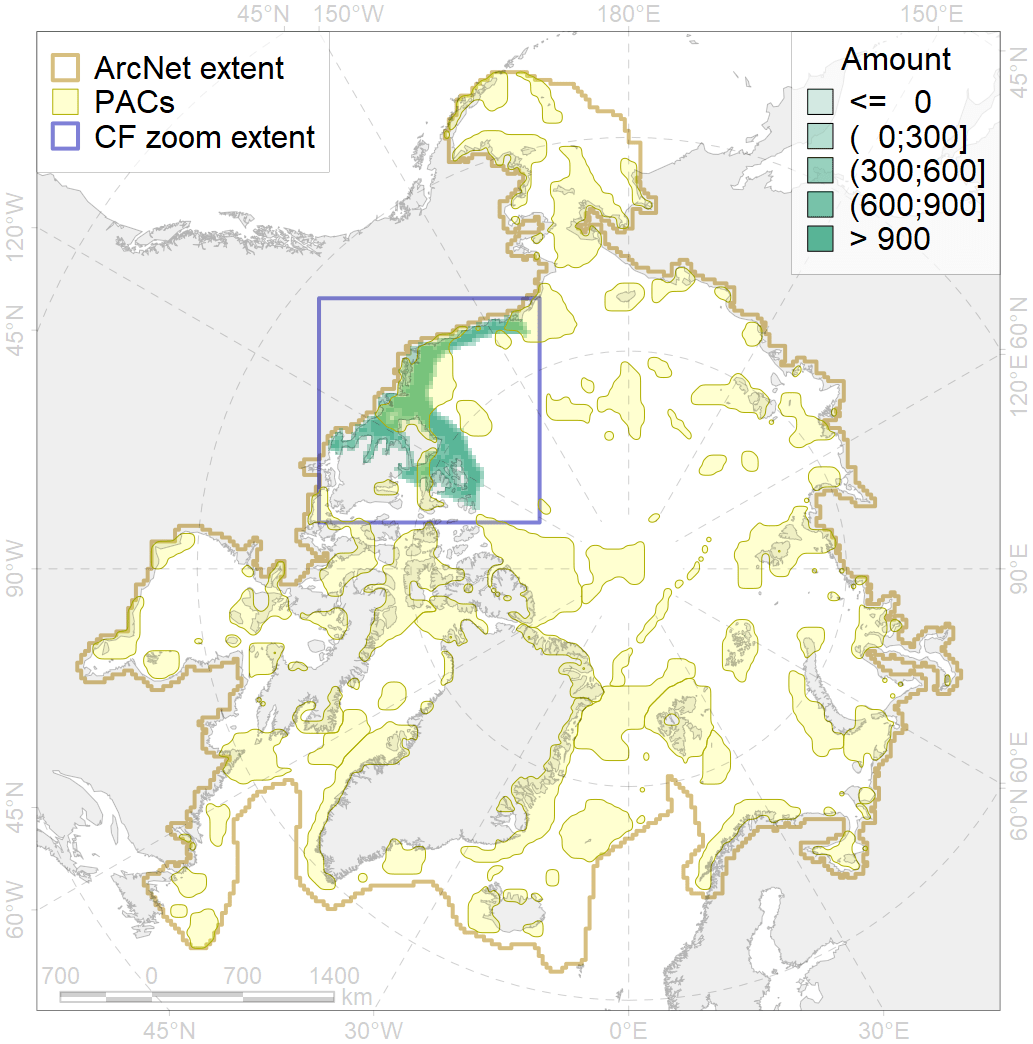 45°N 150°W 180°E 150°E
ArcNet extent
PACs
CF zoom extent
Amount
<= 0
( 0;300]
(300;600]
(600;900]
> 900
45°N
120°W
60°N
45°N
120°E
90°W
90°E
60°E
45°N
60°N
60°W
700 0 700 1400
km
45°N 30°W 0°E 30°E